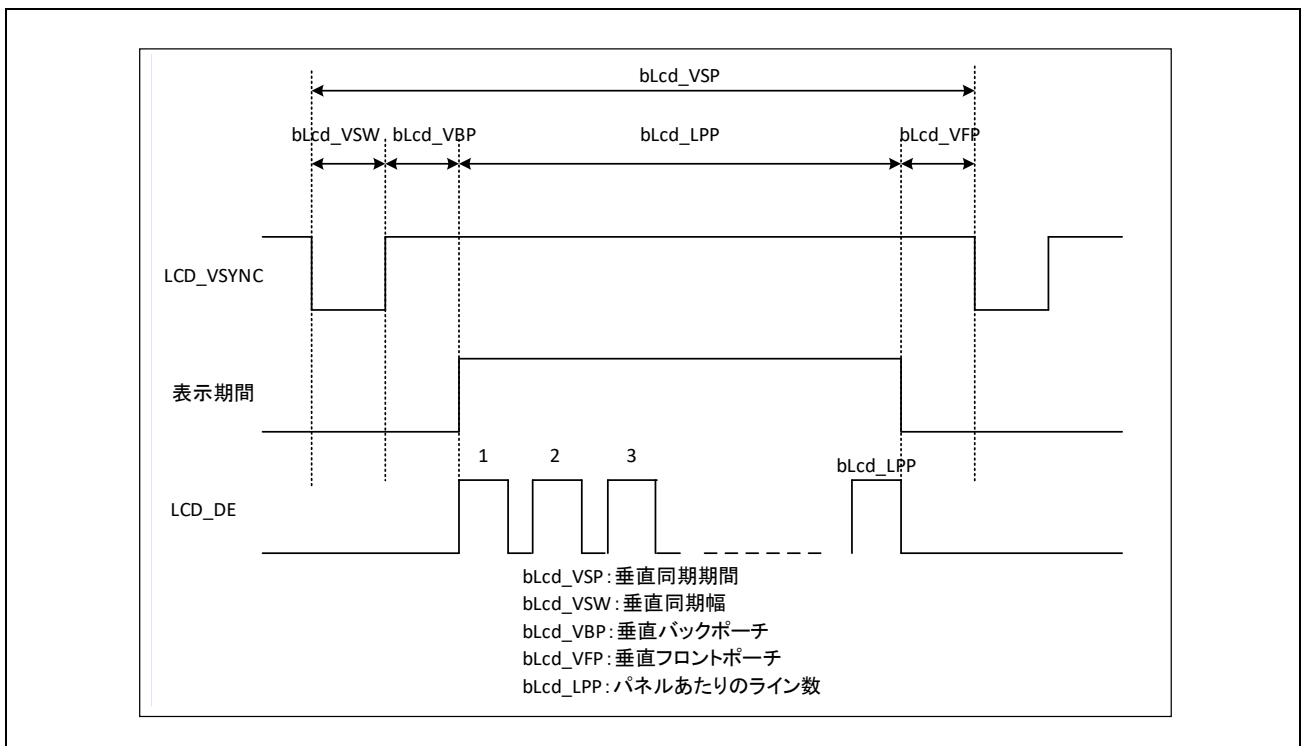 bLcd_VSP
bLcd_VSW bLcd_VBP bLcd_LPP bLcd_VFP
LCD_VSYNC
表示期間
1 2 3 bLcd_LPP
LCD_DE
bLcd_VSP:垂直同期期間
bLcd_VSW:垂直同期幅
bLcd_VBP:垂直バックポーチ
bLcd_VFP:垂直フロントポーチ
bLcd_LPP:パネルあたりのライン数